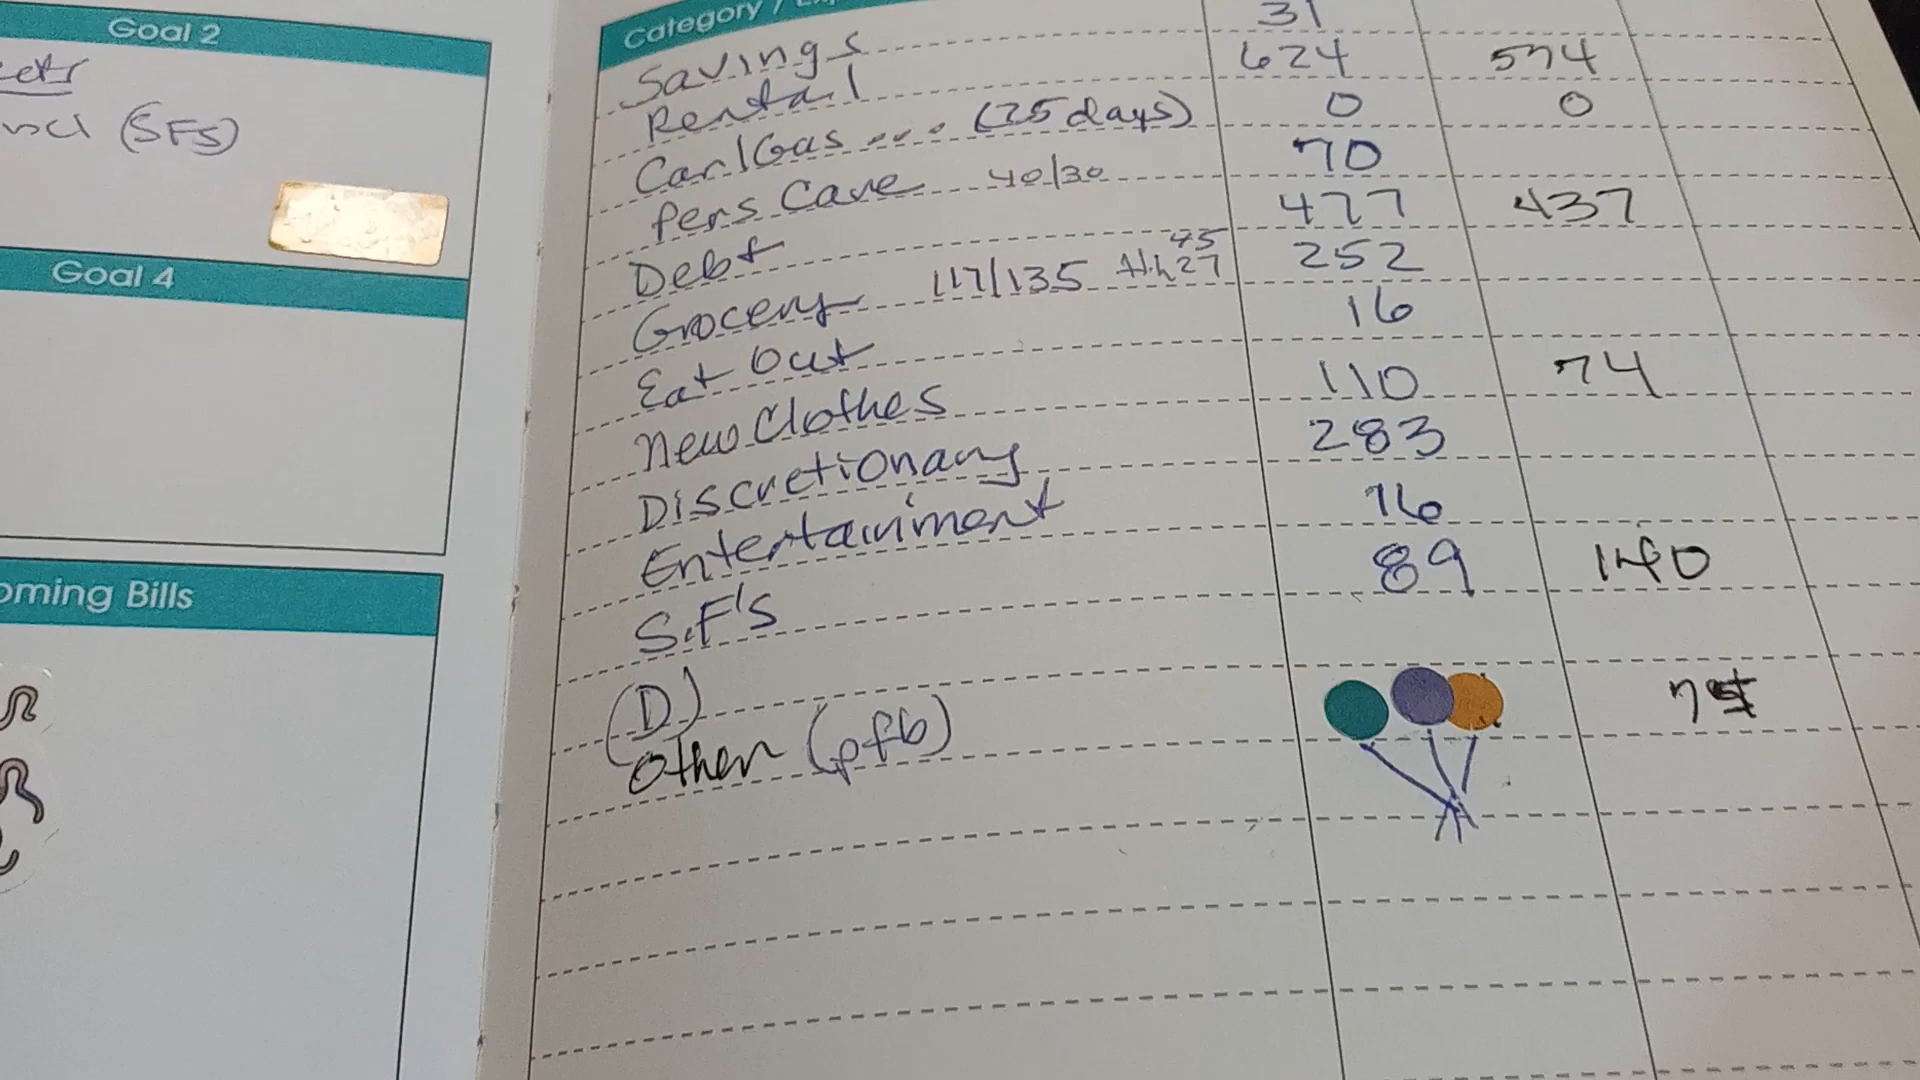 Goal 2
(SFS)
Goal 4
oming Bills
Category /
Savings 31
Rental 624 574
Car/Gas ... (25 days) 0 0
Pers Care 40/30 70
Debt 477 437
45
Grocery 117/135 27 252
Eat Out 16
New Clothes 110 74
Discretionary 283
Entertainment 76
S.F's 89 140
(D)
Other (pfb)